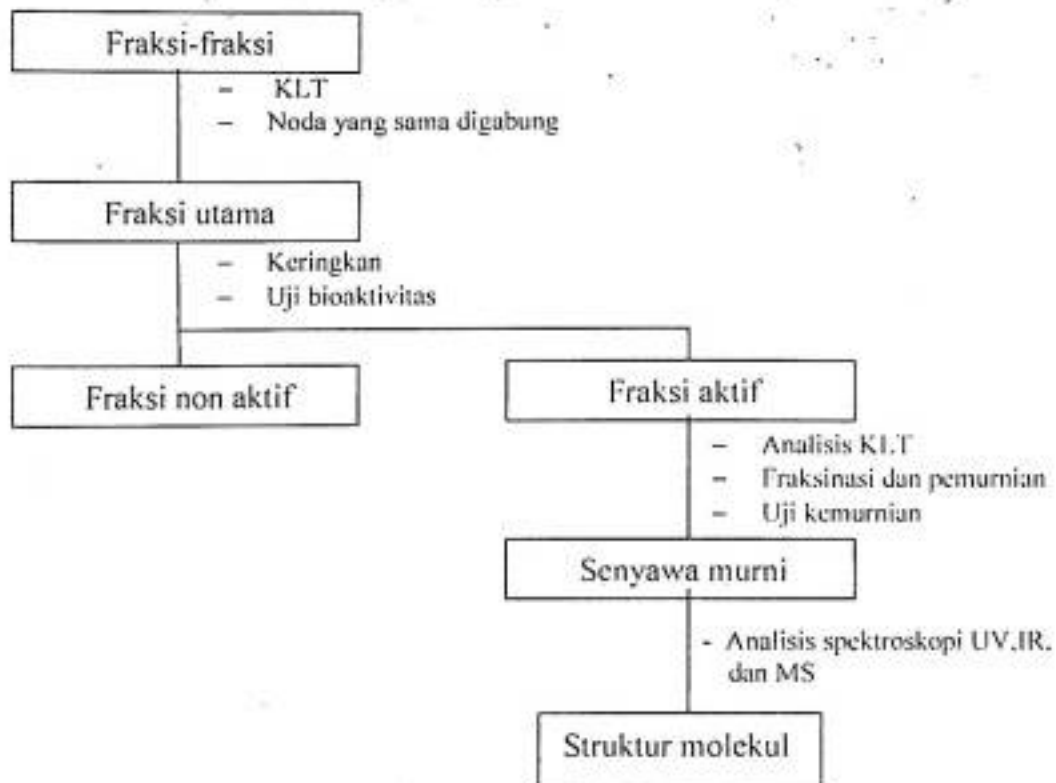 Fraksi-fraksi
- KLT
- Noda yang sama digabung
Fraksi utama
- Keringkan
- Uji bioaktivitas
Fraksi non aktif
Fraksi aktif
- Analisis KLT
- Fraksinasi dan pemurnian
- Uji kemurnian
Senyawa murni
- Analisis spektroskopi UV.IR.
dan MS
Struktur molekul